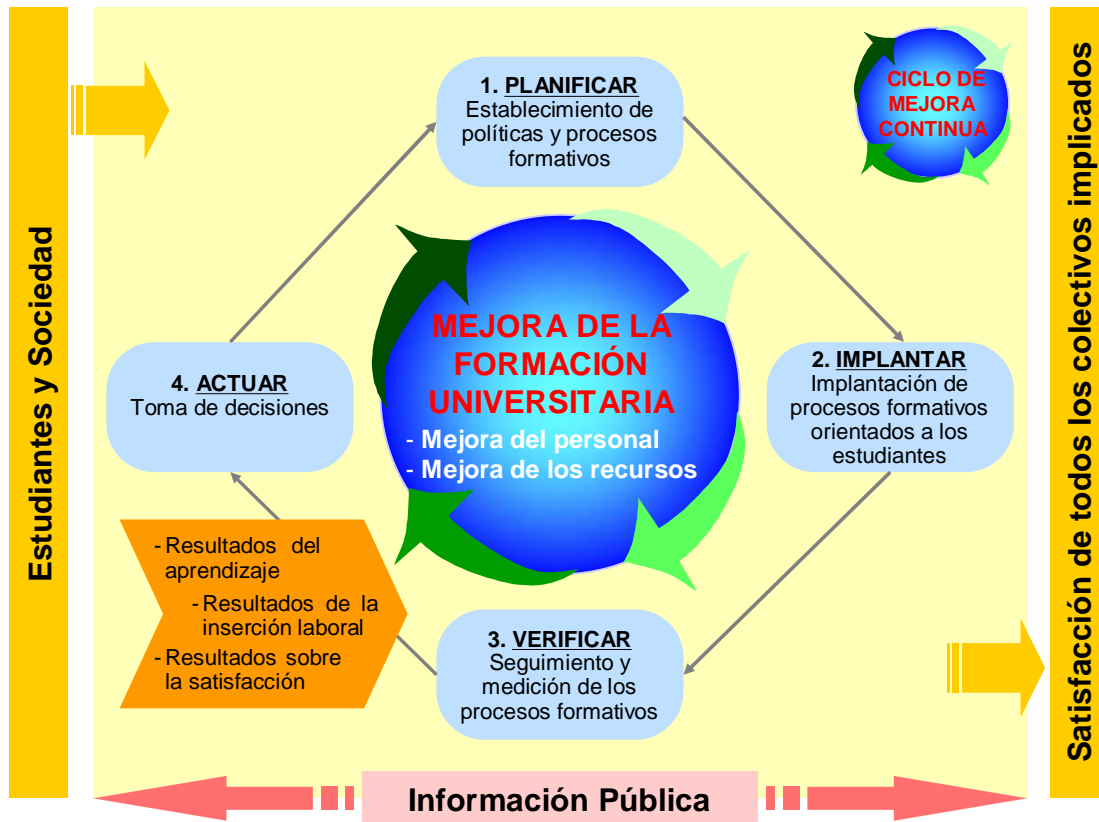 Estudiantes y Sociedad
1. PLANIFICAR
Establecimiento de
políticas y procesos
formativos
CICLO DE
MEJORA
CONTINUA
MEJORA DE LA
FORMACIÓN
UNIVERSITARIA
- Mejora del personal
- Mejora de los recursos
4. ACTUAR
Toma de decisiones
2. IMPLANTAR
Implantación de
procesos formativos
orientados a los
estudiantes
- Resultados del
aprendizaje
- Resultados de la
inserción laboral
- Resultados sobre
la satisfacción
3. VERIFICAR
Seguimiento y
medición de los
procesos formativos
Satisfacción de todos los colectivos implicados
Información Pública